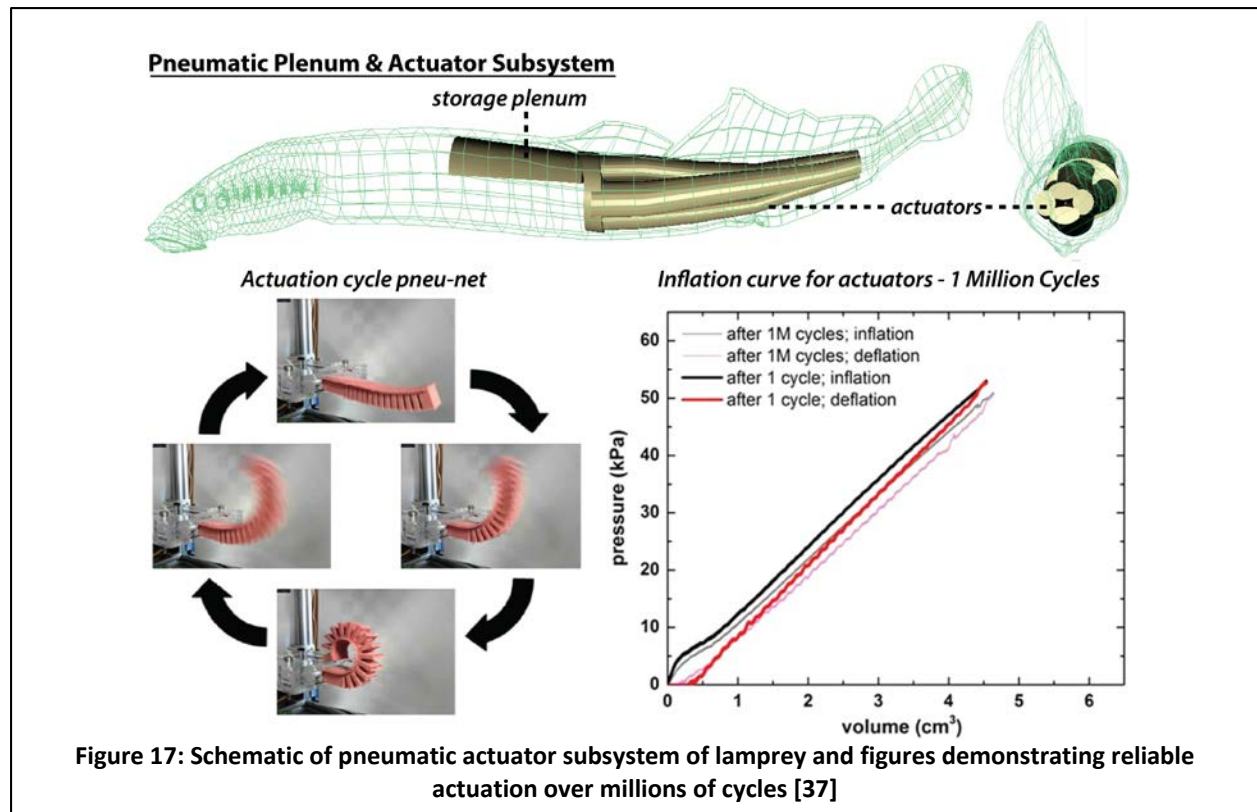 Pneumatic Plenum & Actuator Subsystem
storage plenum
actuators
Actuation cycle pneu-net
Inflation curve for actuators - 1 Million Cycles
60
50
40
30
20
10
0
pressure (kPa)
after 1M cycles; inflation
after 1M cycles; deflation
after 1 cycle; inflation
after 1 cycle; deflation
0 1 2 3 4 5 6
volume (cm³)
Figure 17: Schematic of pneumatic actuator subsystem of lamprey and figures demonstrating reliable
actuation over millions of cycles [37]